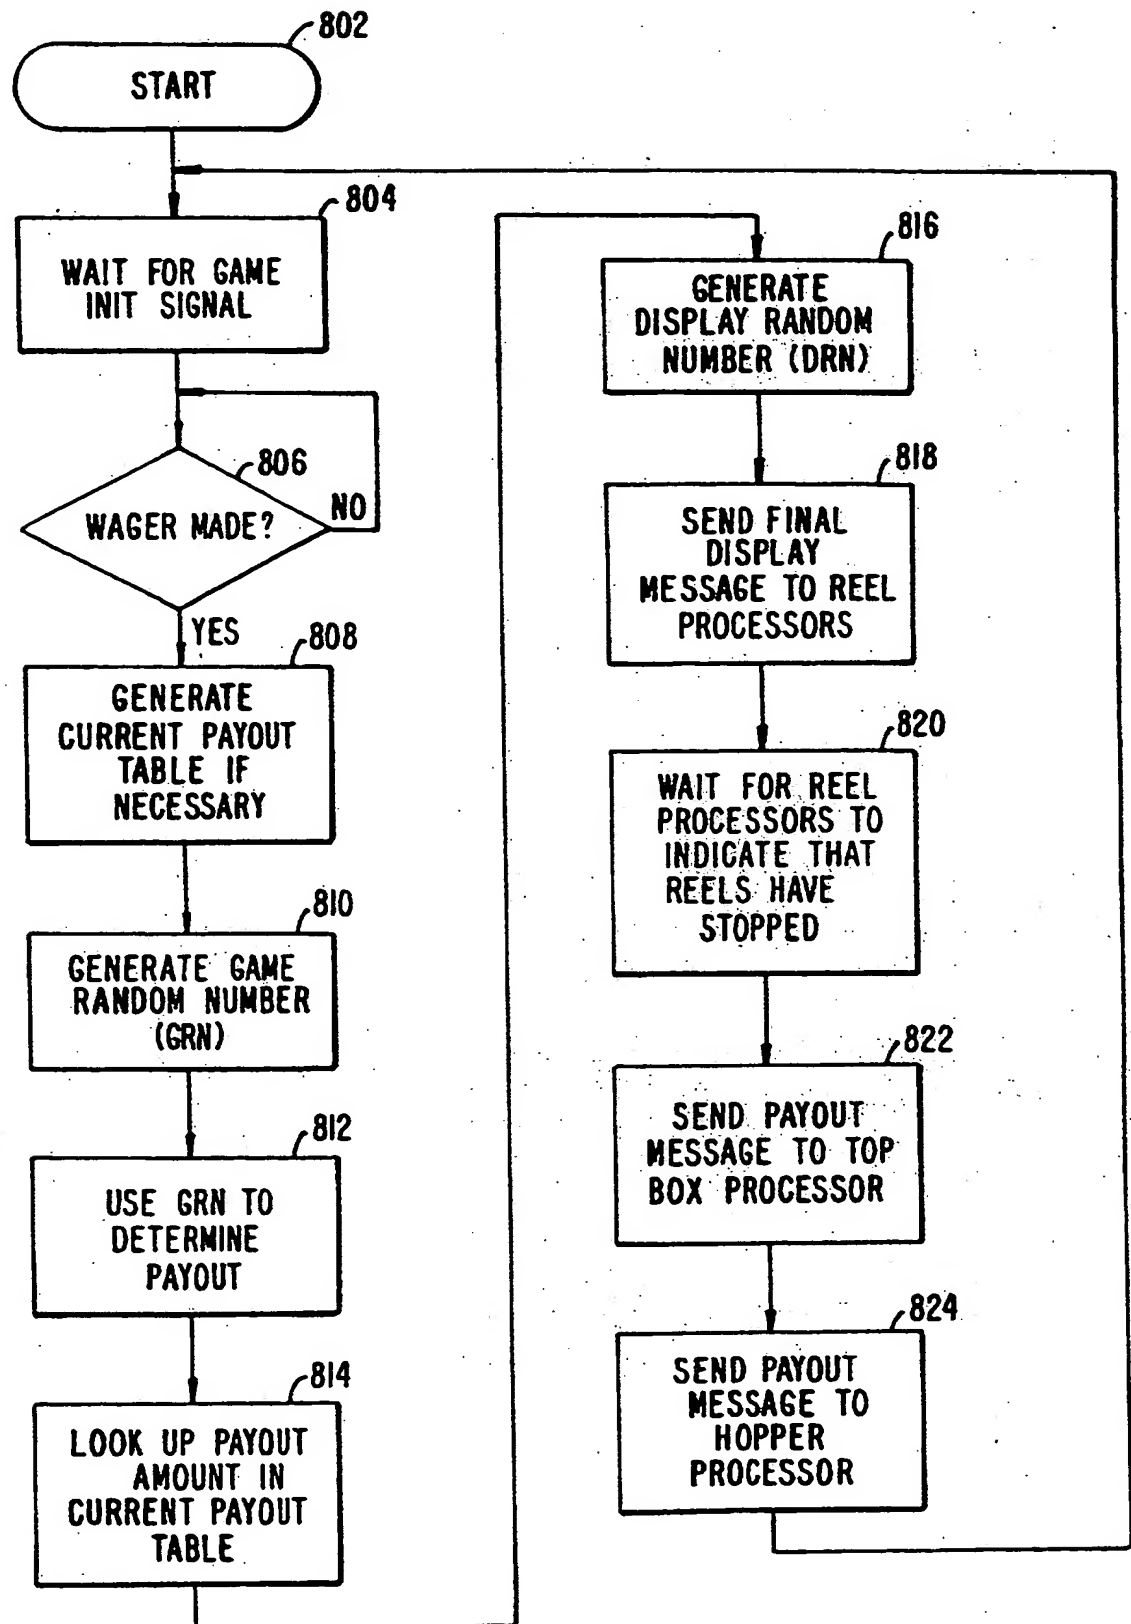 802
START
804
WAIT FOR GAME
INIT SIGNAL
806
WAGER MADE?
NO
YES
808
GENERATE
CURRENT PAYOUT
TABLE IF
NECESSARY
810
GENERATE GAME
RANDOM NUMBER
(GRN)
812
USE GRN TO
DETERMINE
PAYOUT
814
LOOK UP PAYOUT
AMOUNT IN
CURRENT PAYOUT
TABLE
816
GENERATE
DISPLAY RANDOM
NUMBER (DRN)
818
SEND FINAL
DISPLAY
MESSAGE TO REEL
PROCESSORS
820
WAIT FOR REEL
PROCESSORS TO
INDICATE THAT
REELS HAVE
STOPPED
822
SEND PAYOUT
MESSAGE TO TOP
BOX PROCESSOR
824
SEND PAYOUT
MESSAGE TO
HOPPER
PROCESSOR